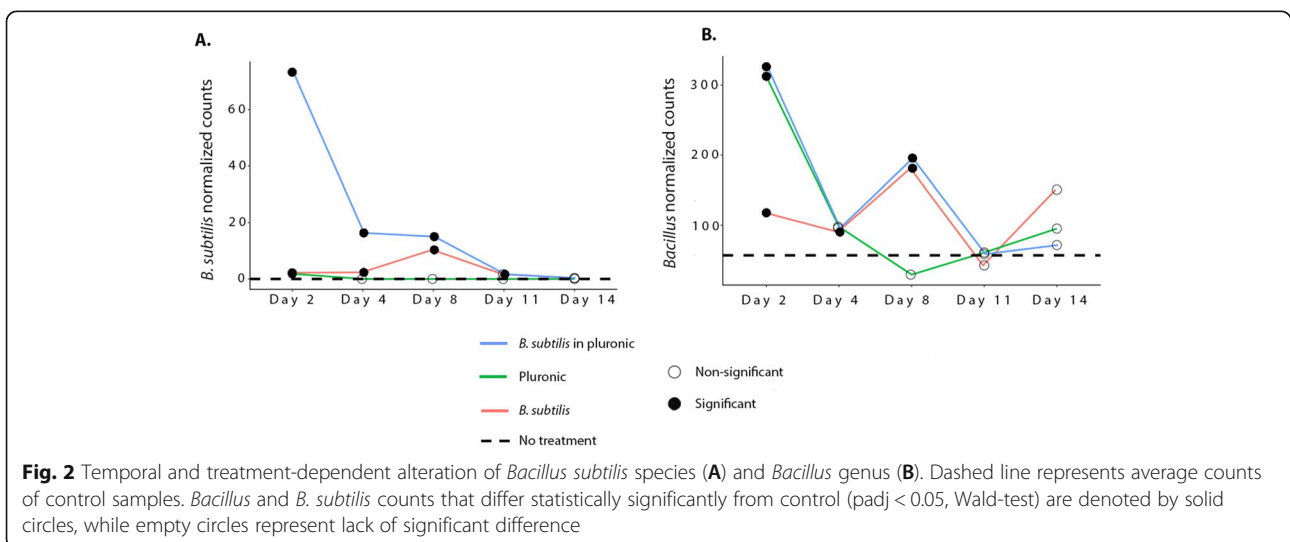 A.
B. subtilis normalized counts
60
40
20
0
Day 2 Day 4 Day 8 Day 11 Day 14
B.
Bacillus normalized counts
300
200
100
Day 2 Day 4 Day 8 Day 11 Day 14
B. subtilis in pluronic
Pluronic
B. subtilis
No treatment
Non-significant
Significant
Fig. 2 Temporal and treatment-dependent alteration of Bacillus subtilis species (A) and Bacillus genus (B). Dashed line represents average counts
of control samples. Bacillus and B. subtilis counts that differ statistically significantly from control (padj < 0.05, Wald-test) are denoted by solid
circles, while empty circles represent lack of significant difference